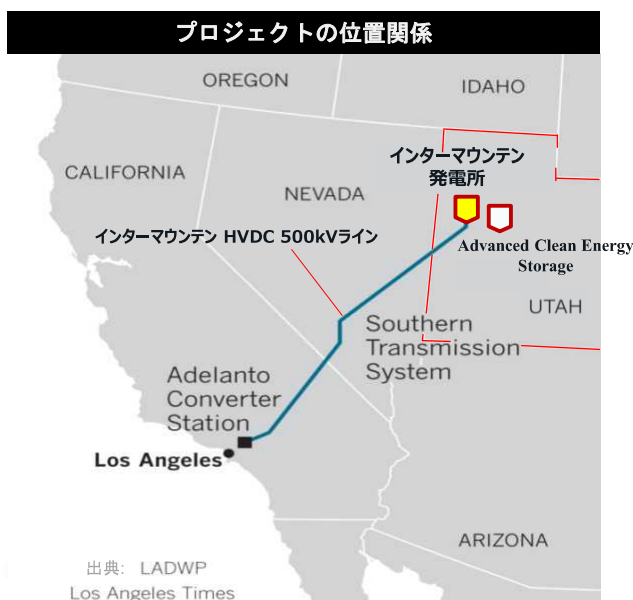 プロジェクトの位置関係
OREGON
IDAHO
CALIFORNIA
インターマウンテン
発電所
NEVADA
インターマウンテン HVDC 500kVライン
Advanced Clean Energy
Storage
UTAH
Southern
Transmission
System
Adelanto
Converter
Station
Los Angeles
ARIZONA
出典: LADWP
Los Angeles Times